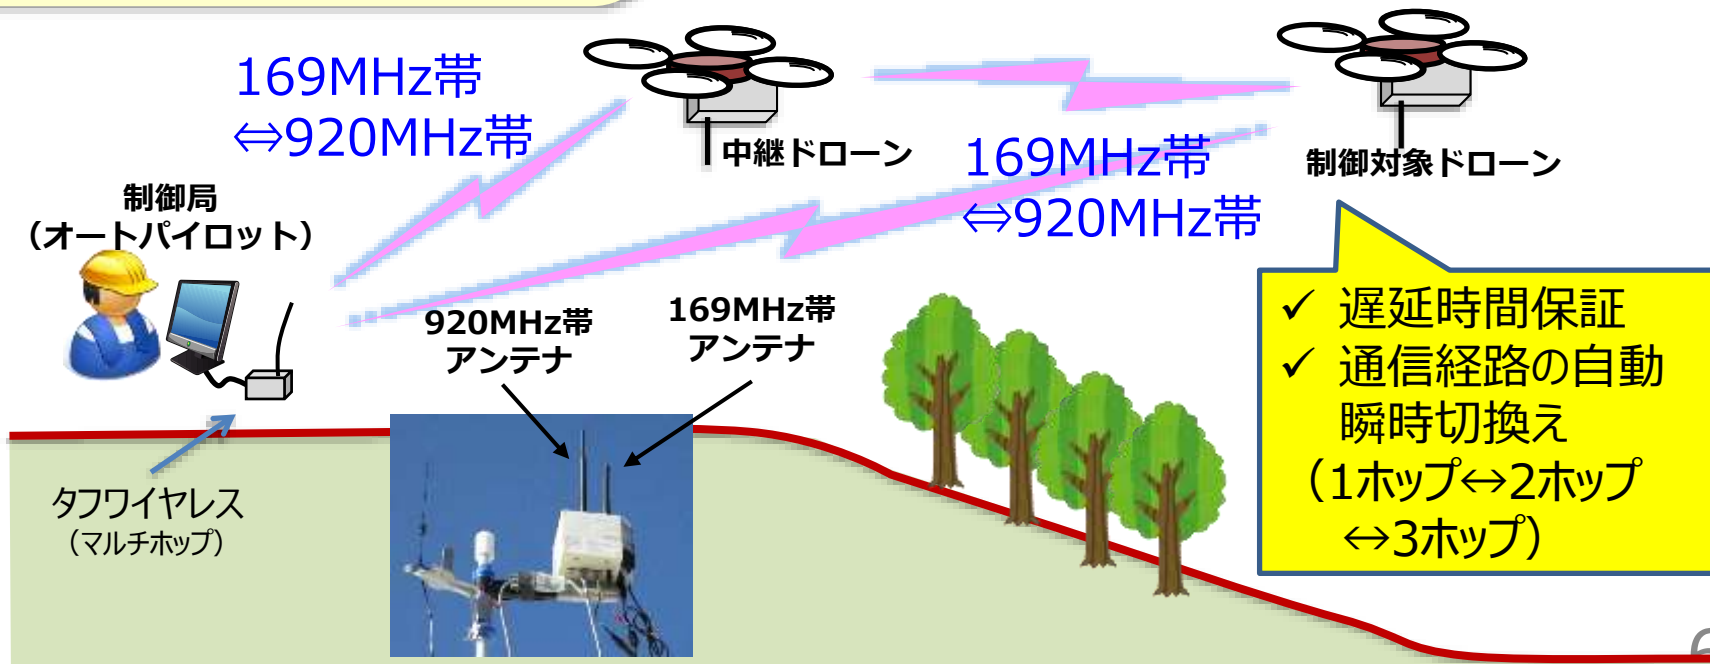 169MHz帯
⇔920MHz帯
中継ドローン
169MHz帯
⇔920MHz帯
制御対象ドローン
制御局
（オートパイロット）
920MHz帯
アンテナ
169MHz帯
アンテナ
タフワイヤレス
（マルチホップ）
✓ 遅延時間保証
✓ 通信経路の自動
瞬時切換え
（1ホップ↔2ホップ
↔3ホップ）